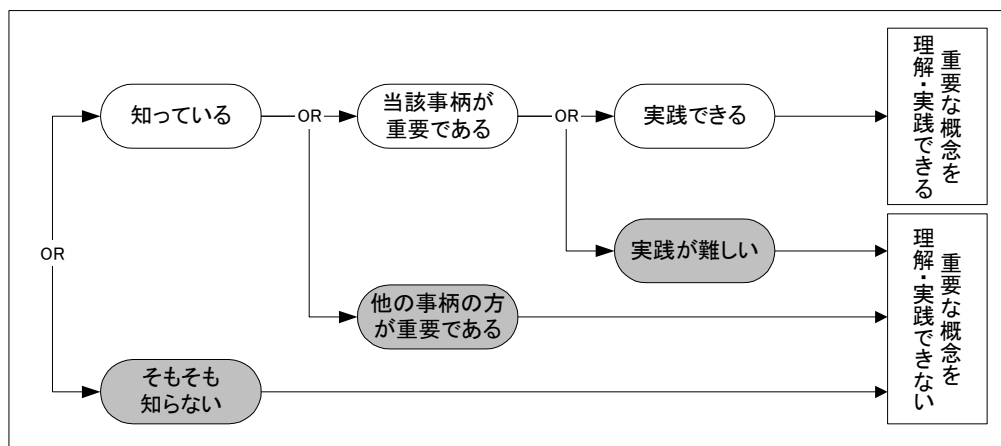 知っている
OR
当該事柄が
重要である
OR
実践できる
重要な概念を
理解・実践できる
OR
実践が難しい
他の事柄の方
が重要である
そもそも
知らない
重要な概念を
理解・実践できない